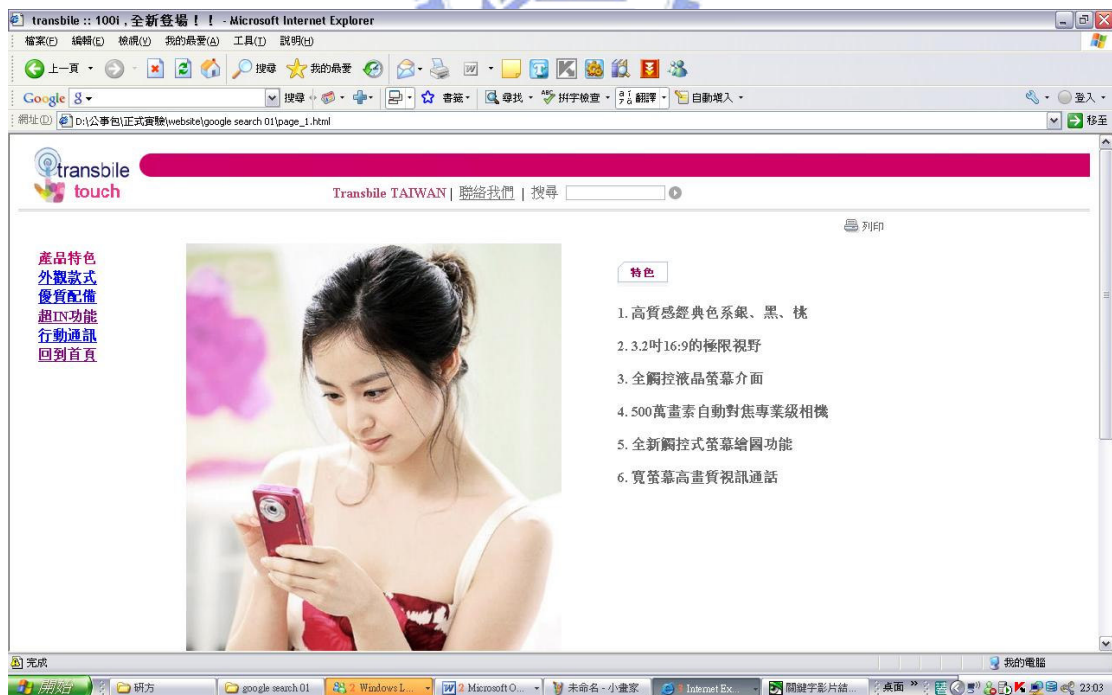 transbile :: 100i , 全新登場！！ - Microsoft Internet Explorer
檔案(F) 編輯(E) 檢視(V) 我的最愛(A) 工具(T) 說明(H)
上一頁 搜尋 我的最愛
Google 搜尋 書籤 尋找 拼字檢查 翻譯 自動填入 登入
網址(D) D:\公事包\正式實驗\website\google search 01\page_1.html 移至
transbile
touch
Transbile TAIWAN | 聯絡我們 | 搜尋
列印
產品特色
外觀款式
優質配備
超IN功能
行動通訊
回到首頁
特色
1. 高質感經典色系銀、黑、桃
2. 3.2吋16:9的極限視野
3. 全觸控液晶螢幕介面
4. 500萬畫素自動對焦專業級相機
5. 全新觸控式螢幕繪圖功能
6. 寬螢幕高畫質視訊通話
完成 我的電腦
開始 研方 google search 01 2 Windows L... 2 Microsoft O... 未命名 - 小畫家 Internet Ex... 關鍵字影片結... 桌面 23:03